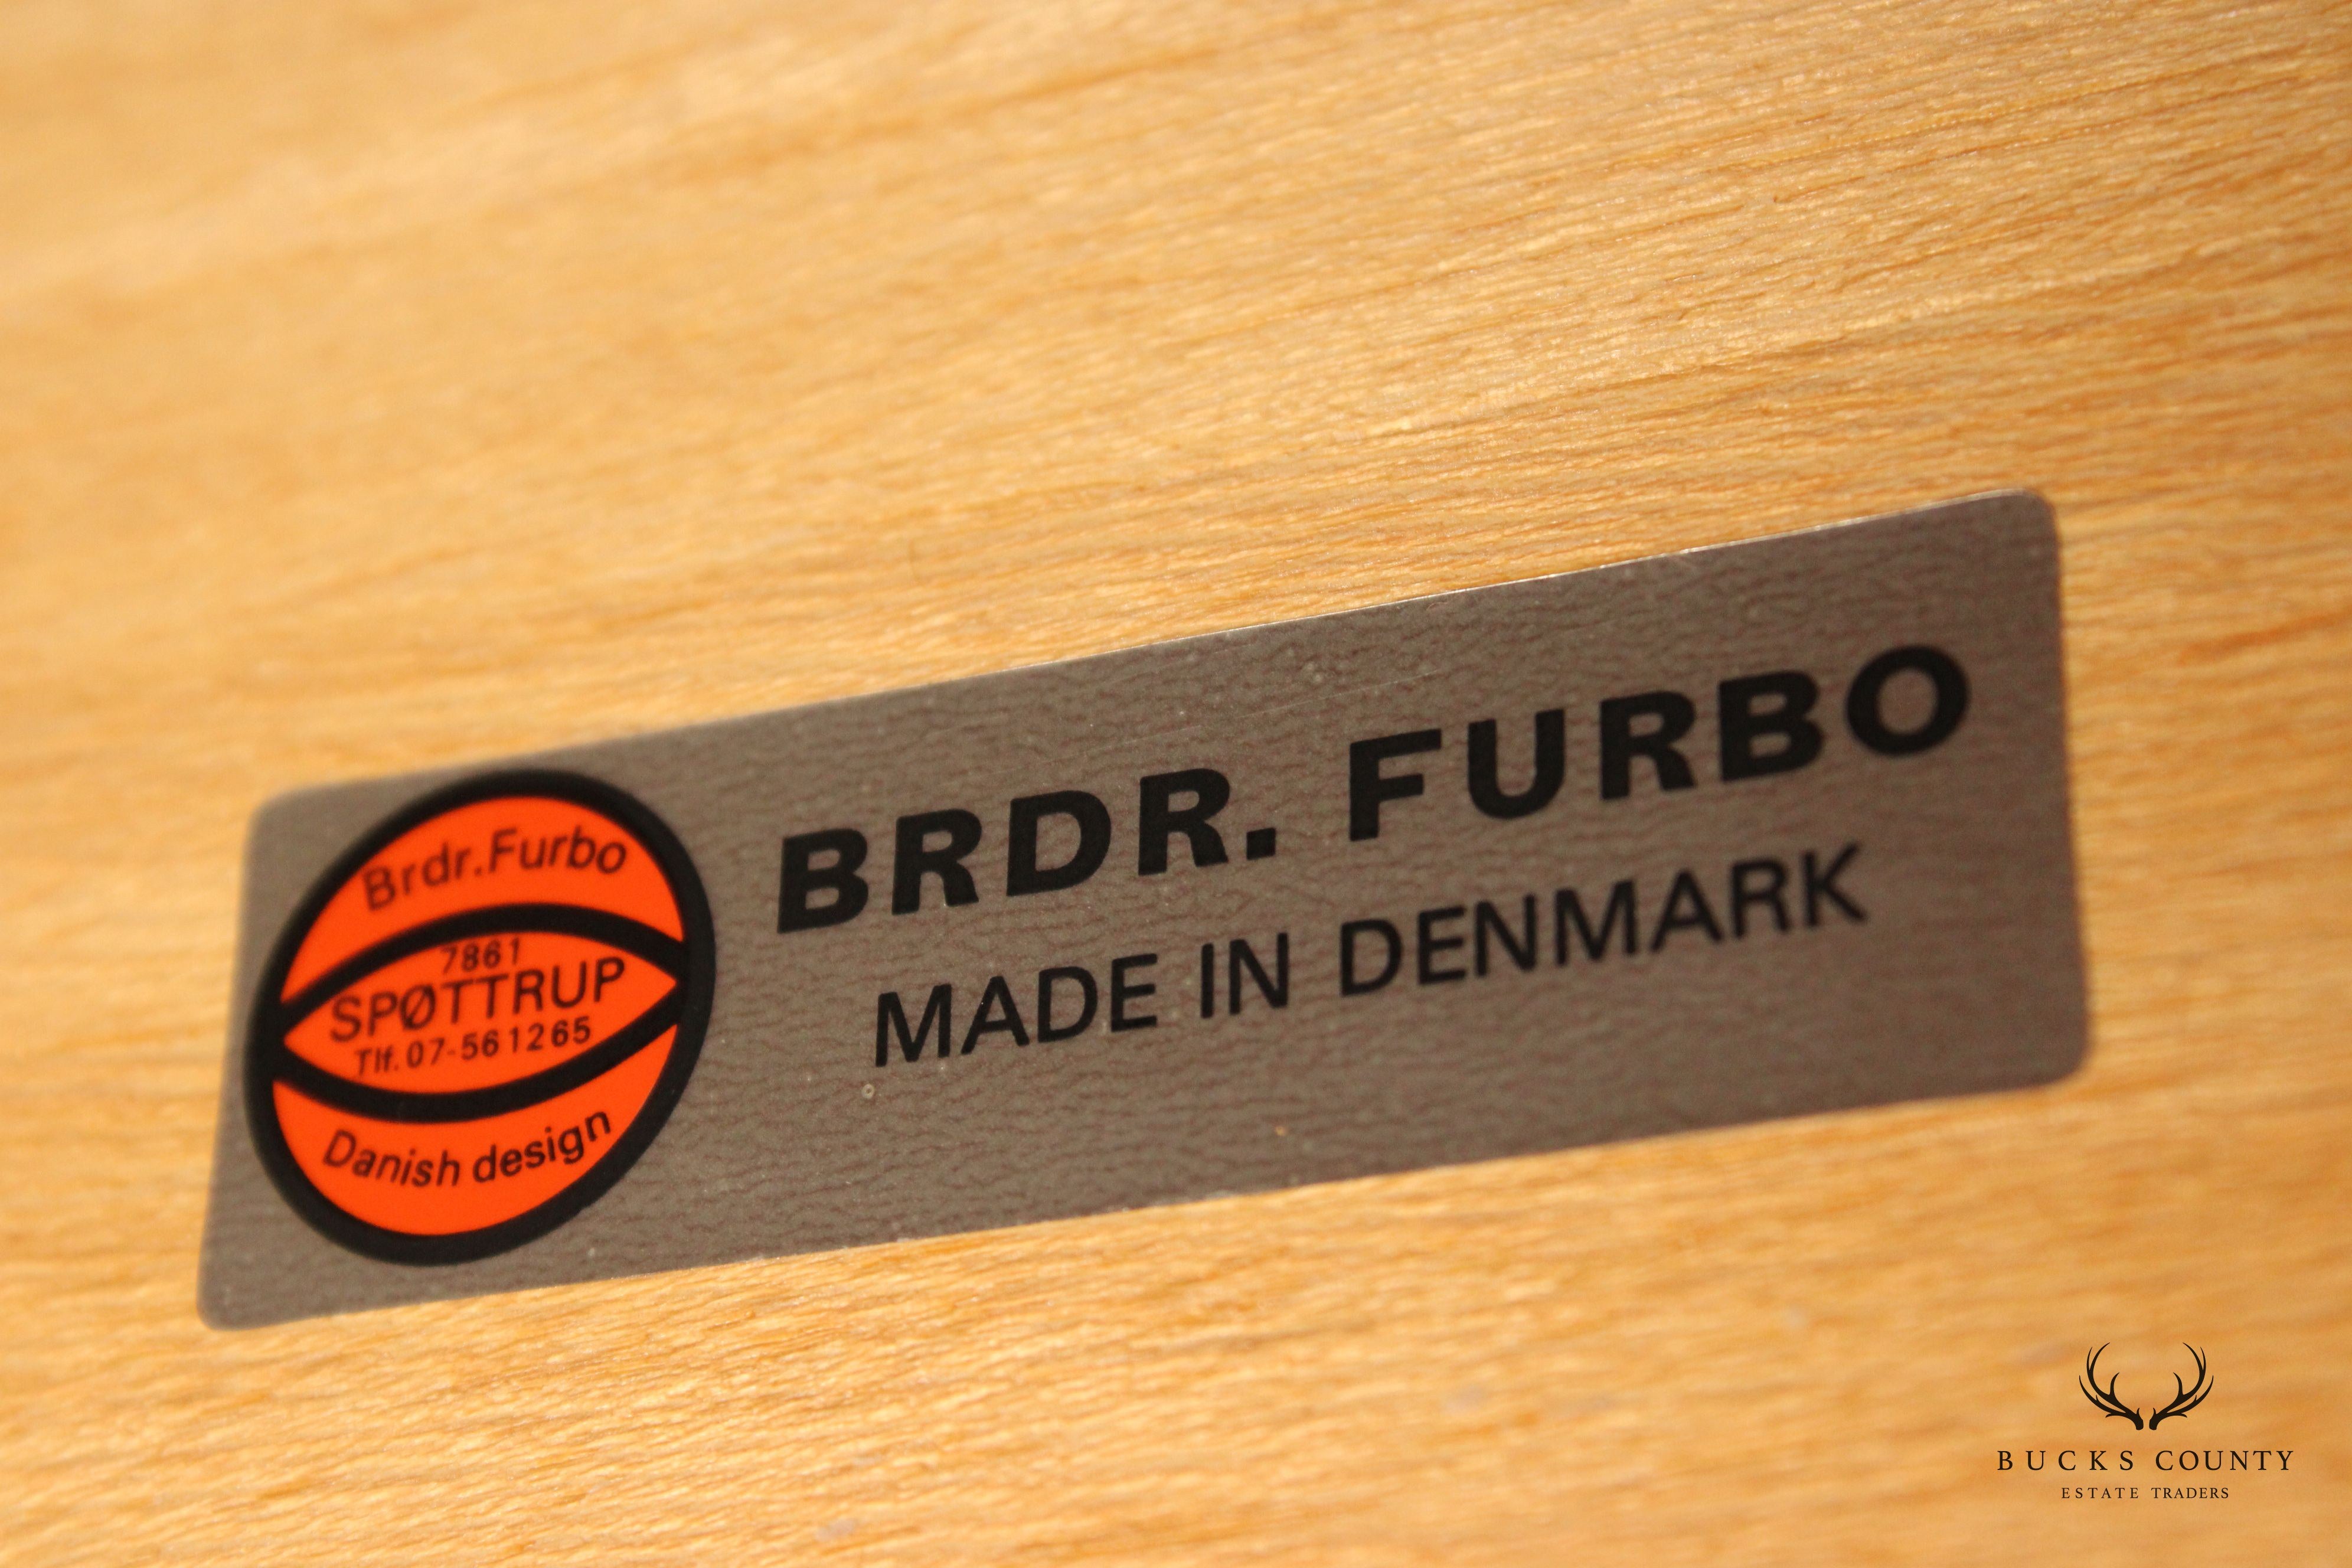 Brdr.Furbo
7861
SPØTTRUP
Tlf. 07-561265
Danish design
BRDR. FURBO
MADE IN DENMARK
BUCKS COUNTY
ESTATE TRADERS